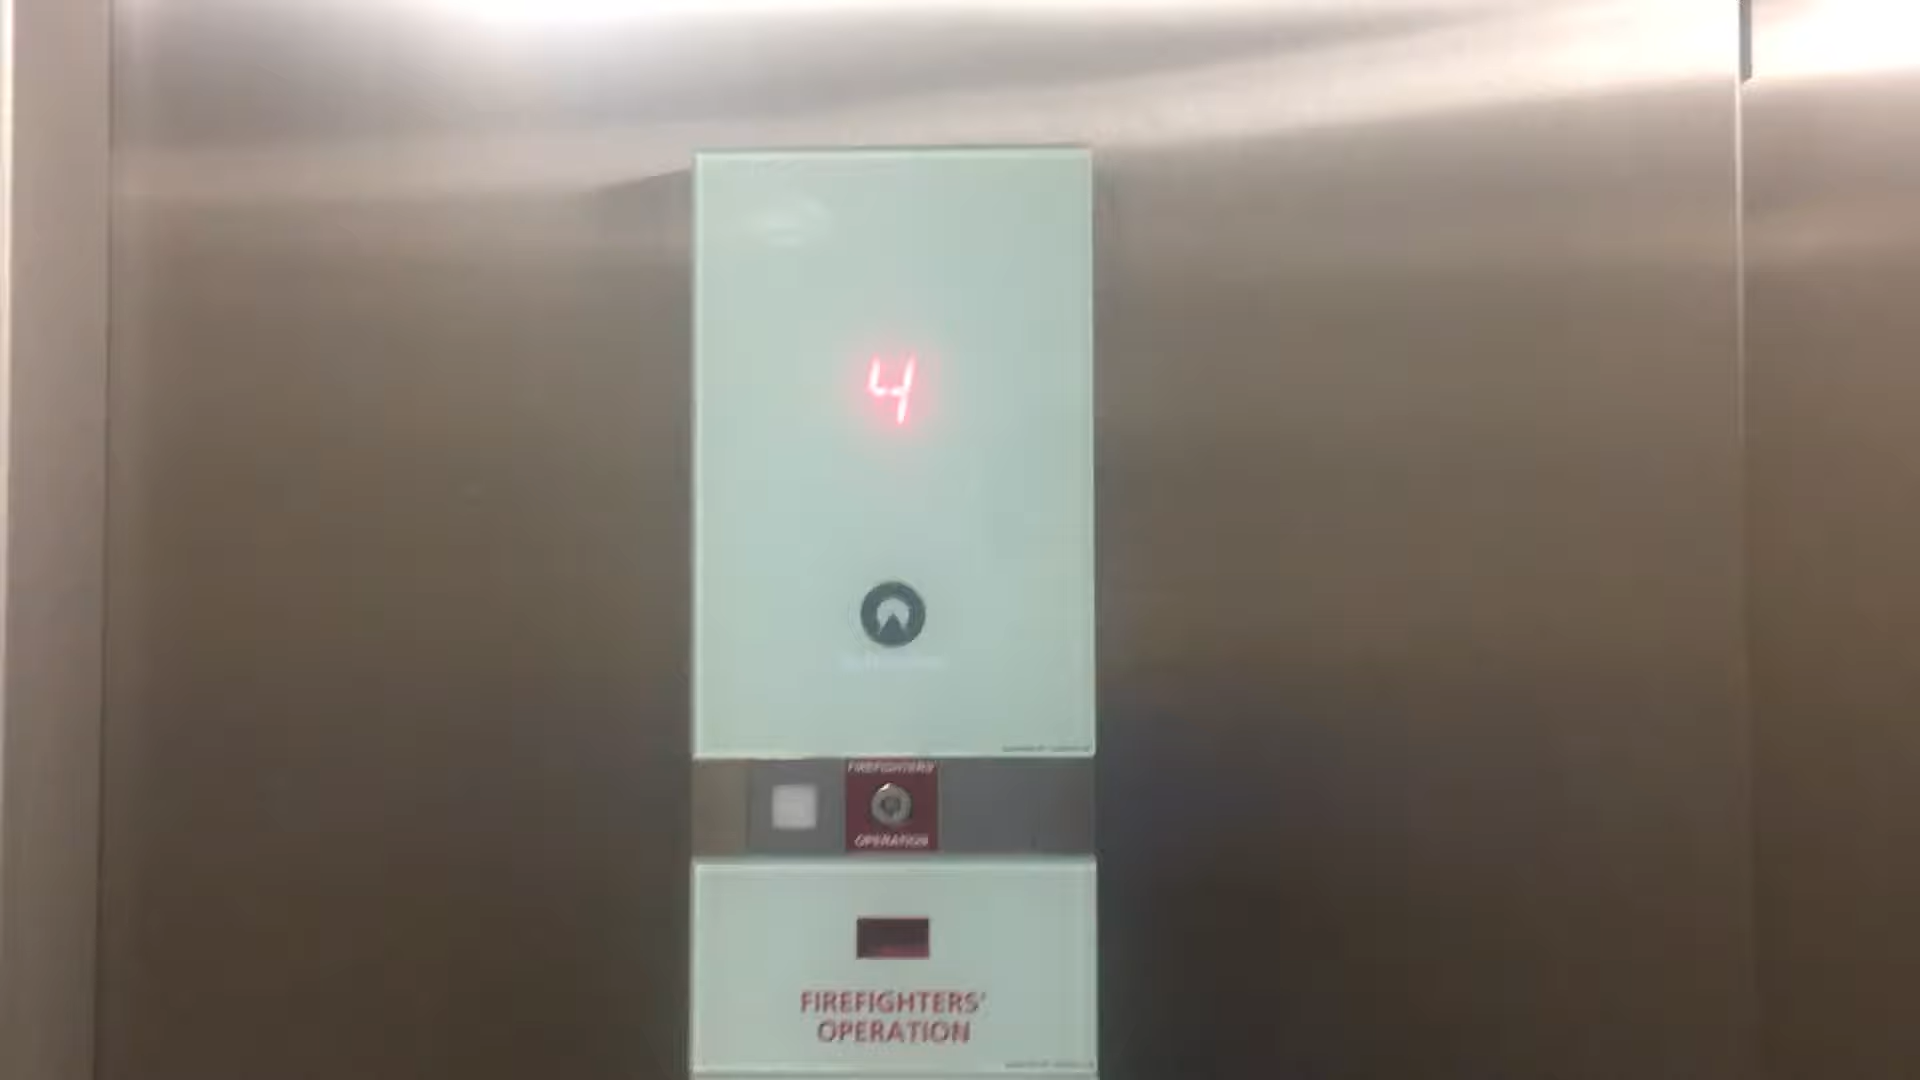 4
FIREFIGHTERS'
OPERATION
FIREFIGHTERS'
OPERATION